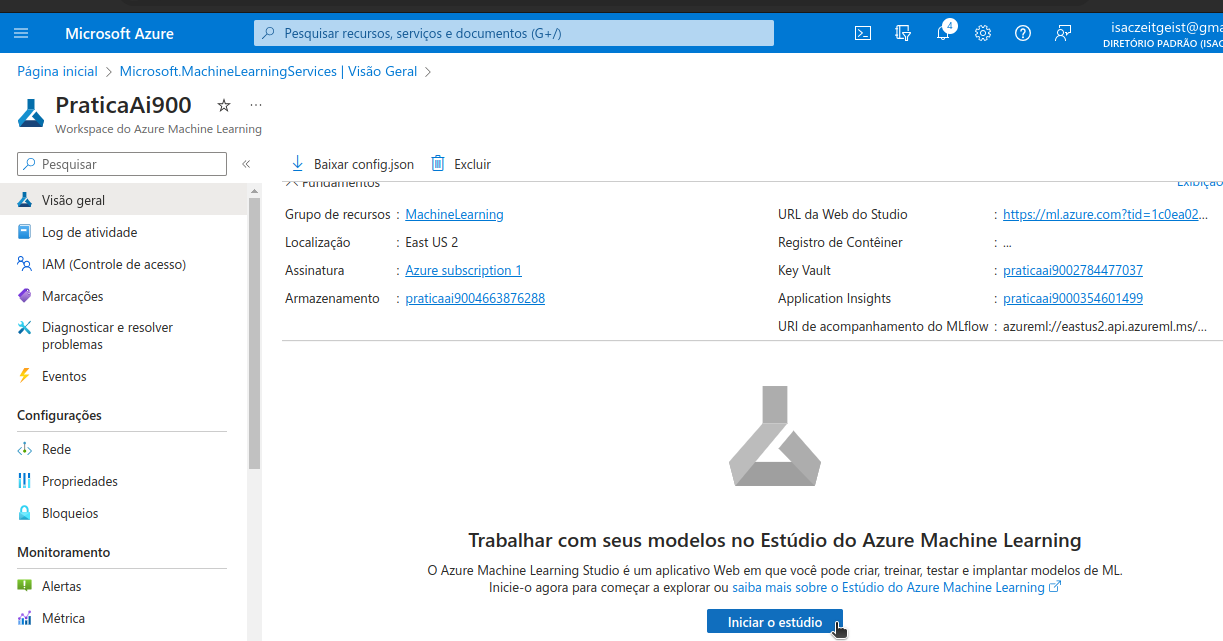 Microsoft Azure
Pesquisar recursos, serviços e documentos (G+/)
4
isaczeitgeist@gma
DIRETÓRIO PADRÃO (ISAC
Página inicial > Microsoft.MachineLearningServices | Visão Geral >
PraticaAi900
Workspace do Azure Machine Learning
Pesquisar
«
Visão geral
Log de atividade
IAM (Controle de acesso)
Marcações
Diagnosticar e resolver
problemas
Eventos
Configurações
Rede
Propriedades
Bloqueios
Monitoramento
Alertas
Métrica
Baixar config.json
Excluir
Fundamentos
Exibição
Grupo de recursos : MachineLearning
Localização : East US 2
Assinatura : Azure subscription 1
Armazenamento : praticaai9004663876288
URL da Web do Studio : https://ml.azure.com?tid=1c0ea02...
Registro de Contêiner : ...
Key Vault : praticaai9002784477037
Application Insights : praticaai9000354601499
URI de acompanhamento do MLflow : azureml://eastus2.api.azureml.ms/...
Trabalhar com seus modelos no Estúdio do Azure Machine Learning
O Azure Machine Learning Studio é um aplicativo Web em que você pode criar, treinar, testar e implantar modelos de ML.
Inicie-o agora para começar a explorar ou saiba mais sobre o Estúdio do Azure Machine Learning
Iniciar o estúdio